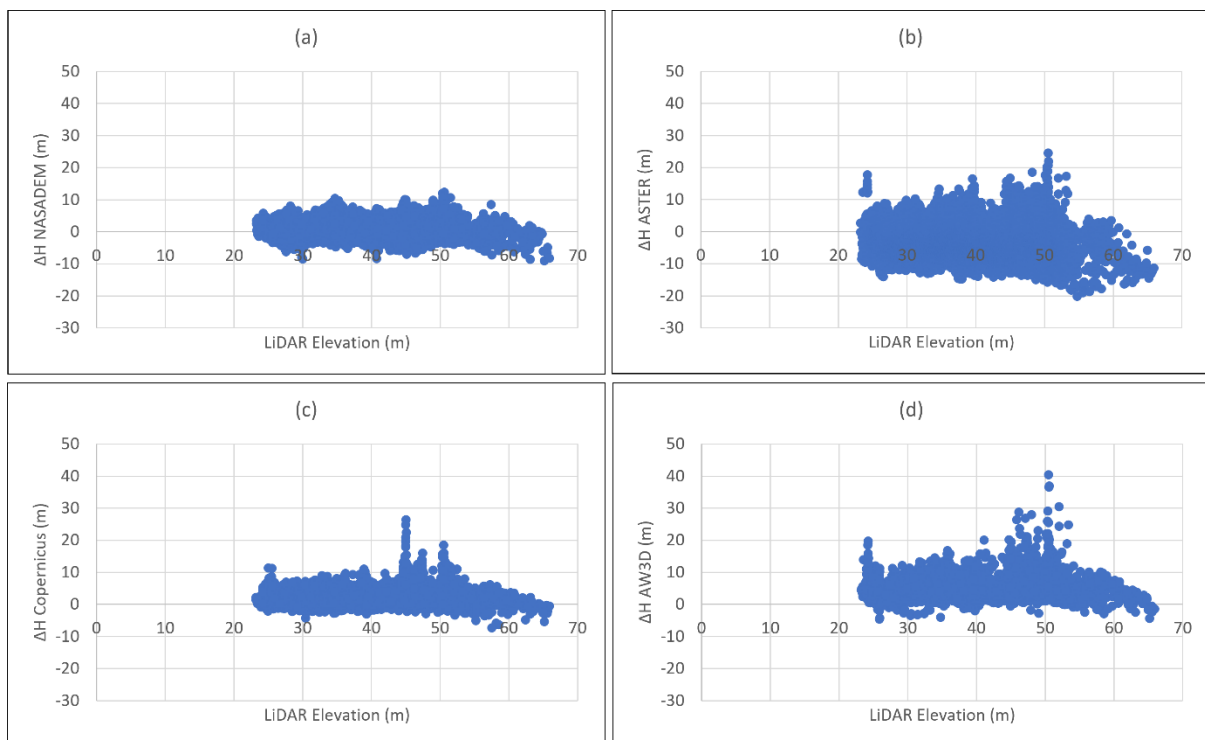 (a)
50
40
30
20
10
0
-10
-20
-30
0 10 20 30 40 50 60 70
ΔH NASADEM (m)
LiDAR Elevation (m)
(b)
50
40
30
20
10
0
-10
-20
-30
0 10 20 30 40 50 60 70
ΔH ASTER (m)
LiDAR Elevation (m)
(c)
50
40
30
20
10
0
-10
-20
-30
0 10 20 30 40 50 60 70
ΔH Copernicus (m)
LiDAR Elevation (m)
(d)
50
40
30
20
10
0
-10
-20
-30
0 10 20 30 40 50 60 70
ΔH AW3D (m)
LiDAR Elevation (m)